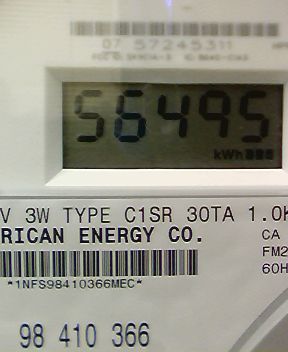 07 57245311
56495
kWh
V 3W TYPE C1SR 30TA 1.0K
RICAN ENERGY CO.
CA
FM2
60H
*1NFS98410366MEC*
98 410 366